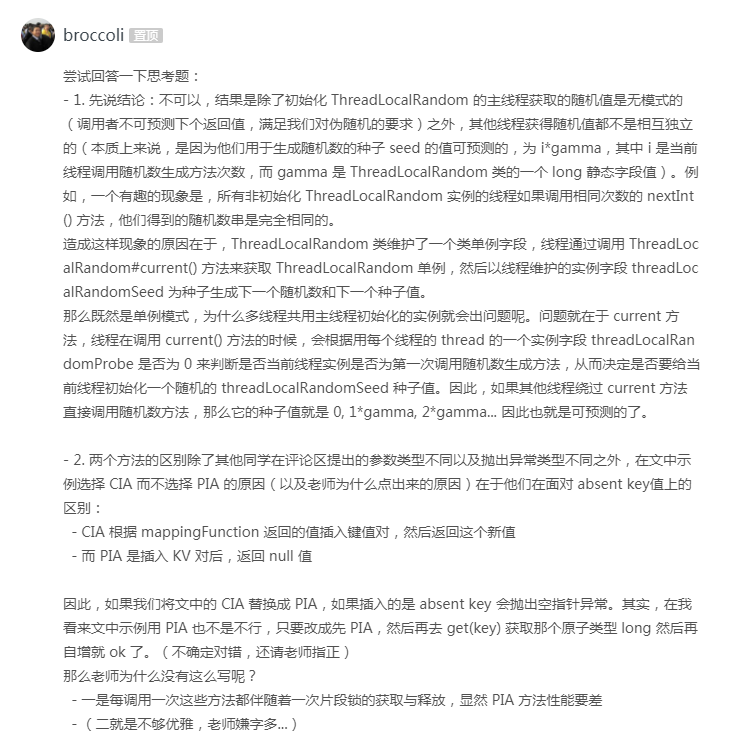 broccoli 置顶
尝试回答一下思考题：
- 1. 先说结论：不可以，结果是除了初始化 ThreadLocalRandom 的主线程获取的随机值是无模式的
（调用者不可预测下个返回值，满足我们对伪随机的要求）之外，其他线程获得随机值都不是相互独立
的（本质上来说，是因为他们用于生成随机数的种子 seed 的值可预测的，为 i*gamma，其中 i 是当前
线程调用随机数生成方法次数，而 gamma 是 ThreadLocalRandom 类的一个 long 静态字段值）。例
如，一个有趣的现象是，所有非初始化 ThreadLocalRandom 实例的线程如果调用相同次数的 nextInt
() 方法，他们得到的随机数串是完全相同的。
造成这样现象的原因在于，ThreadLocalRandom 类维护了一个类单例字段，线程通过调用 ThreadLoc
alRandom#current() 方法来获取 ThreadLocalRandom 单例，然后以线程维护的实例字段 threadLoc
alRandomSeed 为种子生成下一个随机数和下一个种子值。
那么既然是单例模式，为什么多线程共用主线程初始化的实例就会出问题呢。问题就在于 current 方
法，线程在调用 current() 方法的时候，会根据用每个线程的 thread 的一个实例字段 threadLocalRan
domProbe 是否为 0 来判断是否当前线程实例是否为第一次调用随机数生成方法，从而决定是否要给当
前线程初始化一个随机的 threadLocalRandomSeed 种子值。因此，如果其他线程绕过 current 方法
直接调用随机数方法，那么它的种子值就是 0, 1*gamma, 2*gamma... 因此也就是可预测的了。
- 2. 两个方法的区别除了其他同学在评论区提出的参数类型不同以及抛出异常类型不同之外，在文中示
例选择 CIA 而不选择 PIA 的原因（以及老师为什么点出来的原因）在于他们在面对 absent key值上的
区别：
- CIA 根据 mappingFunction 返回的值插入键值对，然后返回这个新值
- 而 PIA 是插入 KV 对后，返回 null 值
因此，如果我们将文中的 CIA 替换成 PIA，如果插入的是 absent key 会抛出空指针异常。其实，在我
看来文中示例用 PIA 也不是不行，只要改成先 PIA，然后再去 get(key) 获取那个原子类型 long 然后再
自增就 ok 了。（不确定对错，还请老师指正）
那么老师为什么没有这么写呢？
- 一是每调用一次这些方法都伴随着一次片段锁的获取与释放，显然 PIA 方法性能要差
- （二就是不够优雅，老师嫌字多...）